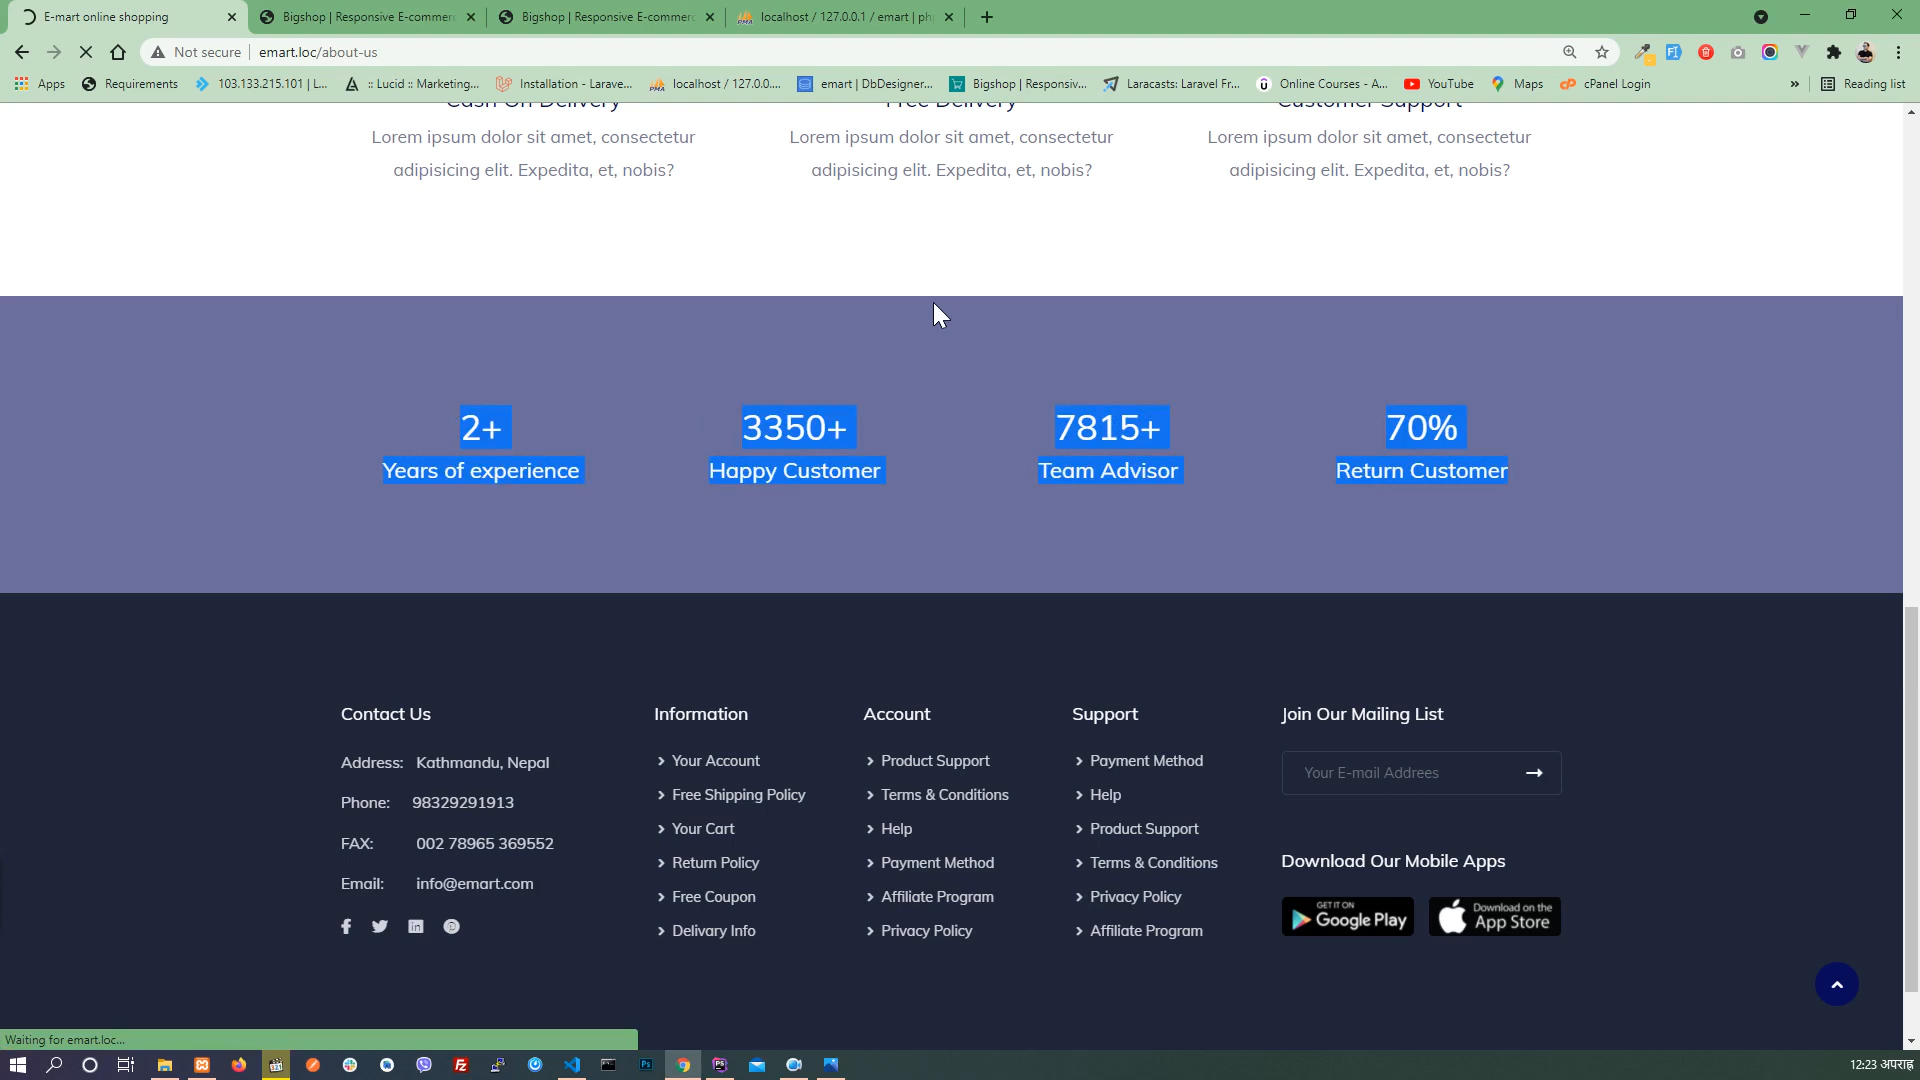 E-mart online shopping
Bigshop | Responsive E-commerc
Bigshop | Responsive E-commerc
localhost / 127.0.0.1 / emart | ph
Not secure
emart.loc/about-us
Apps
Requirements
103.133.215.101 | L...
:: Lucid :: Marketing...
Installation - Larave...
localhost / 127.0.0....
emart | DbDesigner...
Bigshop | Responsiv...
Laracasts: Laravel Fr...
Online Courses - A...
YouTube
Maps
cPanel Login
»
Reading list
Cash On Delivery
Free Delivery
Customer Support
Lorem ipsum dolor sit amet, consectetur
adipisicing elit. Expedita, et, nobis?
Lorem ipsum dolor sit amet, consectetur
adipisicing elit. Expedita, et, nobis?
Lorem ipsum dolor sit amet, consectetur
adipisicing elit. Expedita, et, nobis?
2+
Years of experience
3350+
Happy Customer
7815+
Team Advisor
70%
Return Customer
Contact Us
Address: Kathmandu, Nepal
Phone: 98329291913
FAX: 002 78965 369552
Email: info@emart.com
Information
Your Account
Free Shipping Policy
Your Cart
Return Policy
Free Coupon
Delivary Info
Account
Product Support
Terms & Conditions
Help
Payment Method
Affiliate Program
Privacy Policy
Support
Payment Method
Help
Product Support
Terms & Conditions
Privacy Policy
Affiliate Program
Join Our Mailing List
Your E-mail Addrees
Download Our Mobile Apps
GET IT ON
Google Play
Download on the
App Store
Waiting for emart.loc...
12:23 अपराह्न